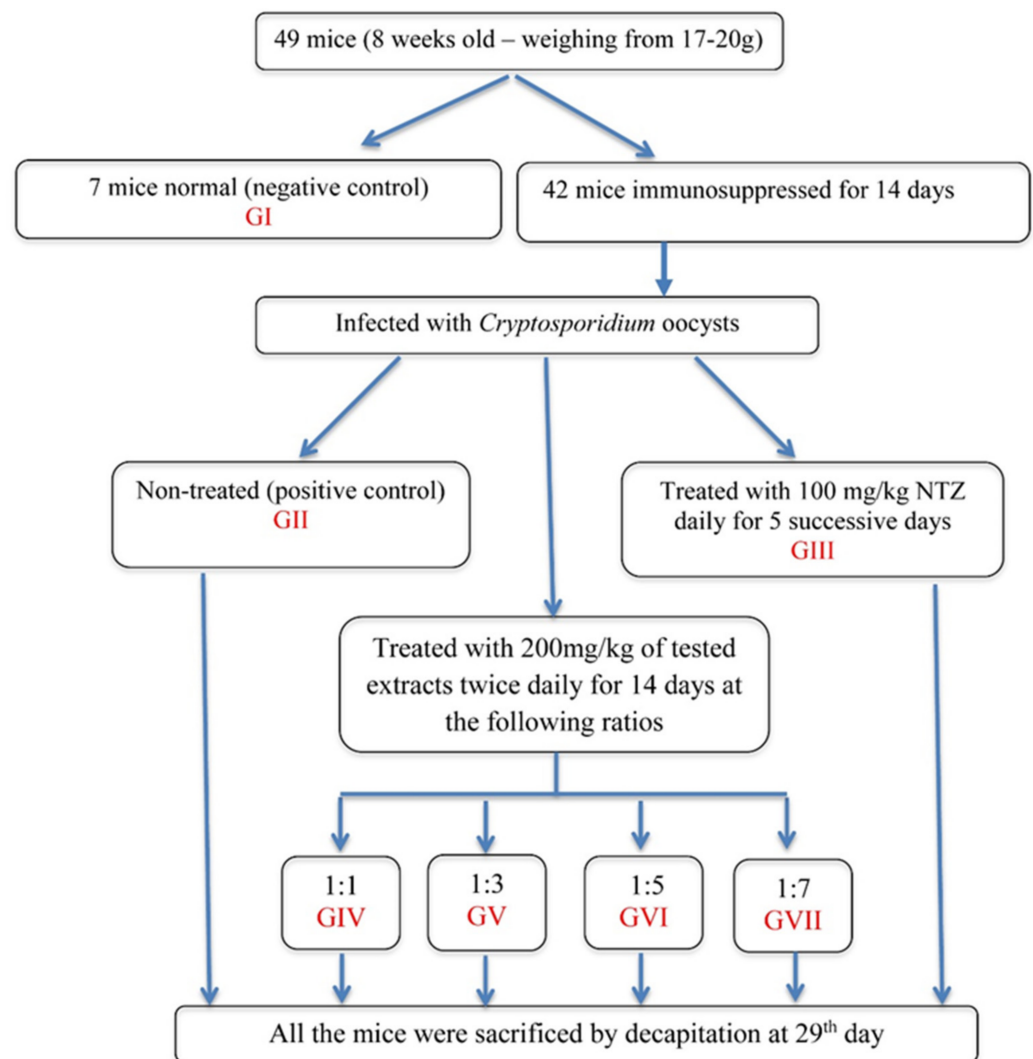 49 mice (8 weeks old – weighing from 17-20g)
7 mice normal (negative control)
GI
42 mice immunosuppressed for 14 days
Infected with Cryptosporidium oocysts
Non-treated (positive control)
GII
Treated with 100 mg/kg NTZ
daily for 5 successive days
GIII
Treated with 200mg/kg of tested
extracts twice daily for 14 days at
the following ratios
1:1
GIV
1:3
GV
1:5
GVI
1:7
GVII
All the mice were sacrificed by decapitation at 29th day